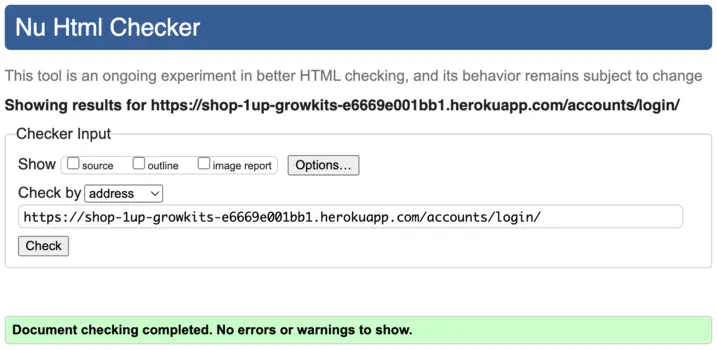 Nu Html Checker
This tool is an ongoing experiment in better HTML checking, and its behavior remains subject to change
Showing results for https://shop-1up-growkits-e6669e001bb1.herokuapp.com/accounts/login/
Checker Input
Show source outline image report Options...
Check by address
https://shop-1up-growkits-e6669e001bb1.herokuapp.com/accounts/login/
Check
Document checking completed. No errors or warnings to show.